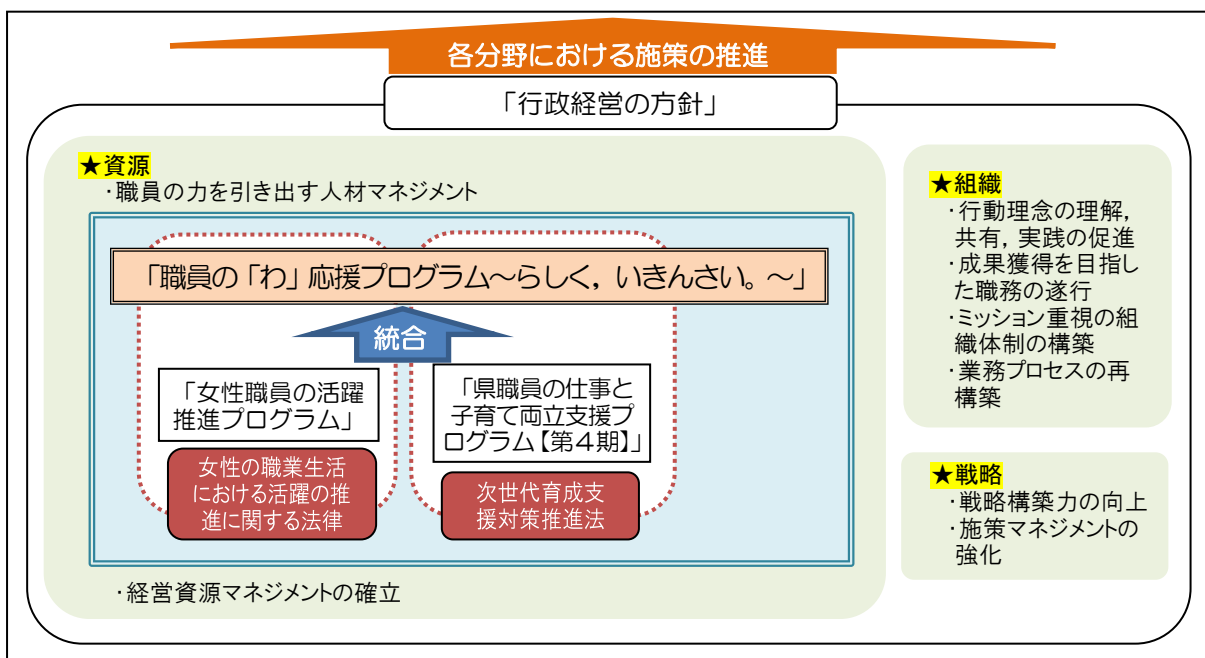 各分野における施策の推進
「行政経営の方針」
★資源
・職員の力を引き出す人材マネジメント
「職員の「わ」応援プログラム～らしく，いきんさい。～」
統合
「女性職員の活躍
推進プログラム」
女性の職業生活
における活躍の推
進に関する法律
「県職員の仕事と
子育て両立支援プ
ログラム【第４期】」
次世代育成支
援対策推進法
・経営資源マネジメントの確立
★組織
・行動理念の理解，
共有，実践の促進
・成果獲得を目指し
た職務の遂行
・ミッション重視の組
織体制の構築
・業務プロセスの再
構築
★戦略
・戦略構築力の向上
・施策マネジメントの
強化